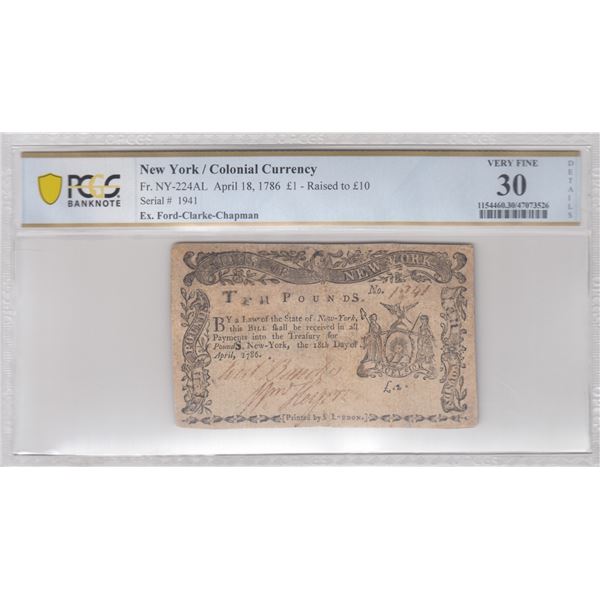 PCGS
BANKNOTE
New York / Colonial Currency
Fr. NY-224AL April 18, 1786 £1 - Raised to £10
Serial # 1941
Ex. Ford-Clarke-Chapman
VERY FINE
30
1154460.30/47073526
DETAILS
STATE OF NEW YORK.
No. 1941
TEN POUNDS.
BY a Law of the State of New-York,
this BILL shall be received in all
Payments into the Treasury for
PoundS. New-York, the 18th Day of
April, 1786.
[Printed by S. LOUDON.]